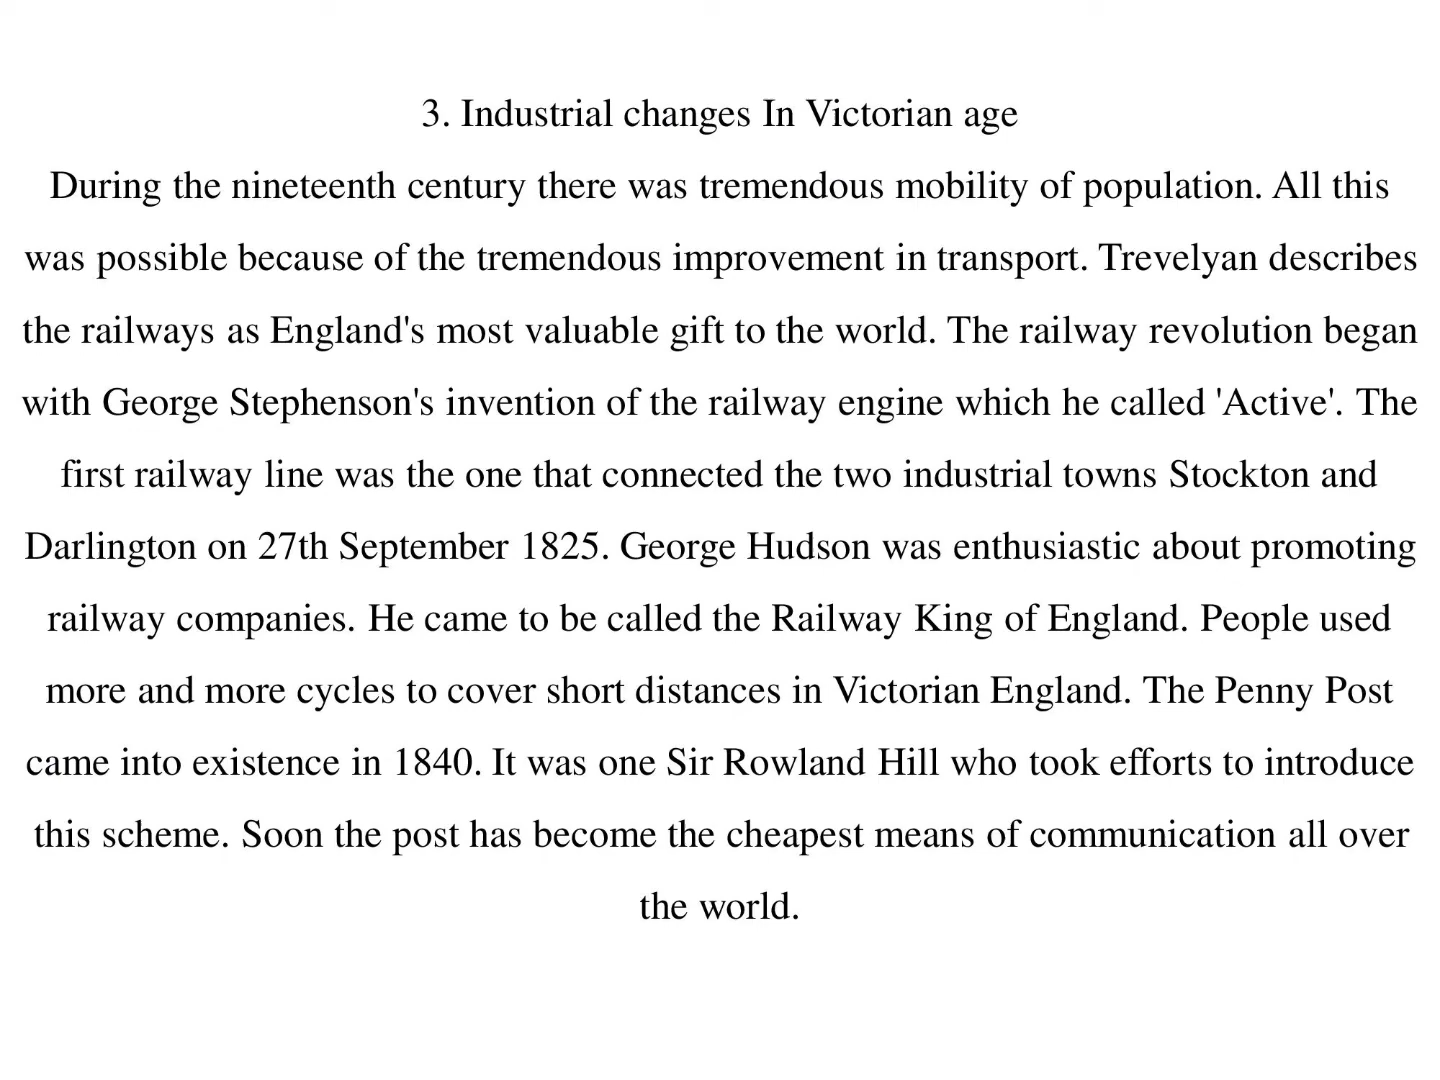 3. Industrial changes In Victorian age
During the nineteenth century there was tremendous mobility of population. All this
was possible because of the tremendous improvement in transport. Trevelyan describes
the railways as England's most valuable gift to the world. The railway revolution began
with George Stephenson's invention of the railway engine which he called 'Active'. The
first railway line was the one that connected the two industrial towns Stockton and
Darlington on 27th September 1825. George Hudson was enthusiastic about promoting
railway companies. He came to be called the Railway King of England. People used
more and more cycles to cover short distances in Victorian England. The Penny Post
came into existence in 1840. It was one Sir Rowland Hill who took efforts to introduce
this scheme. Soon the post has become the cheapest means of communication all over
the world.